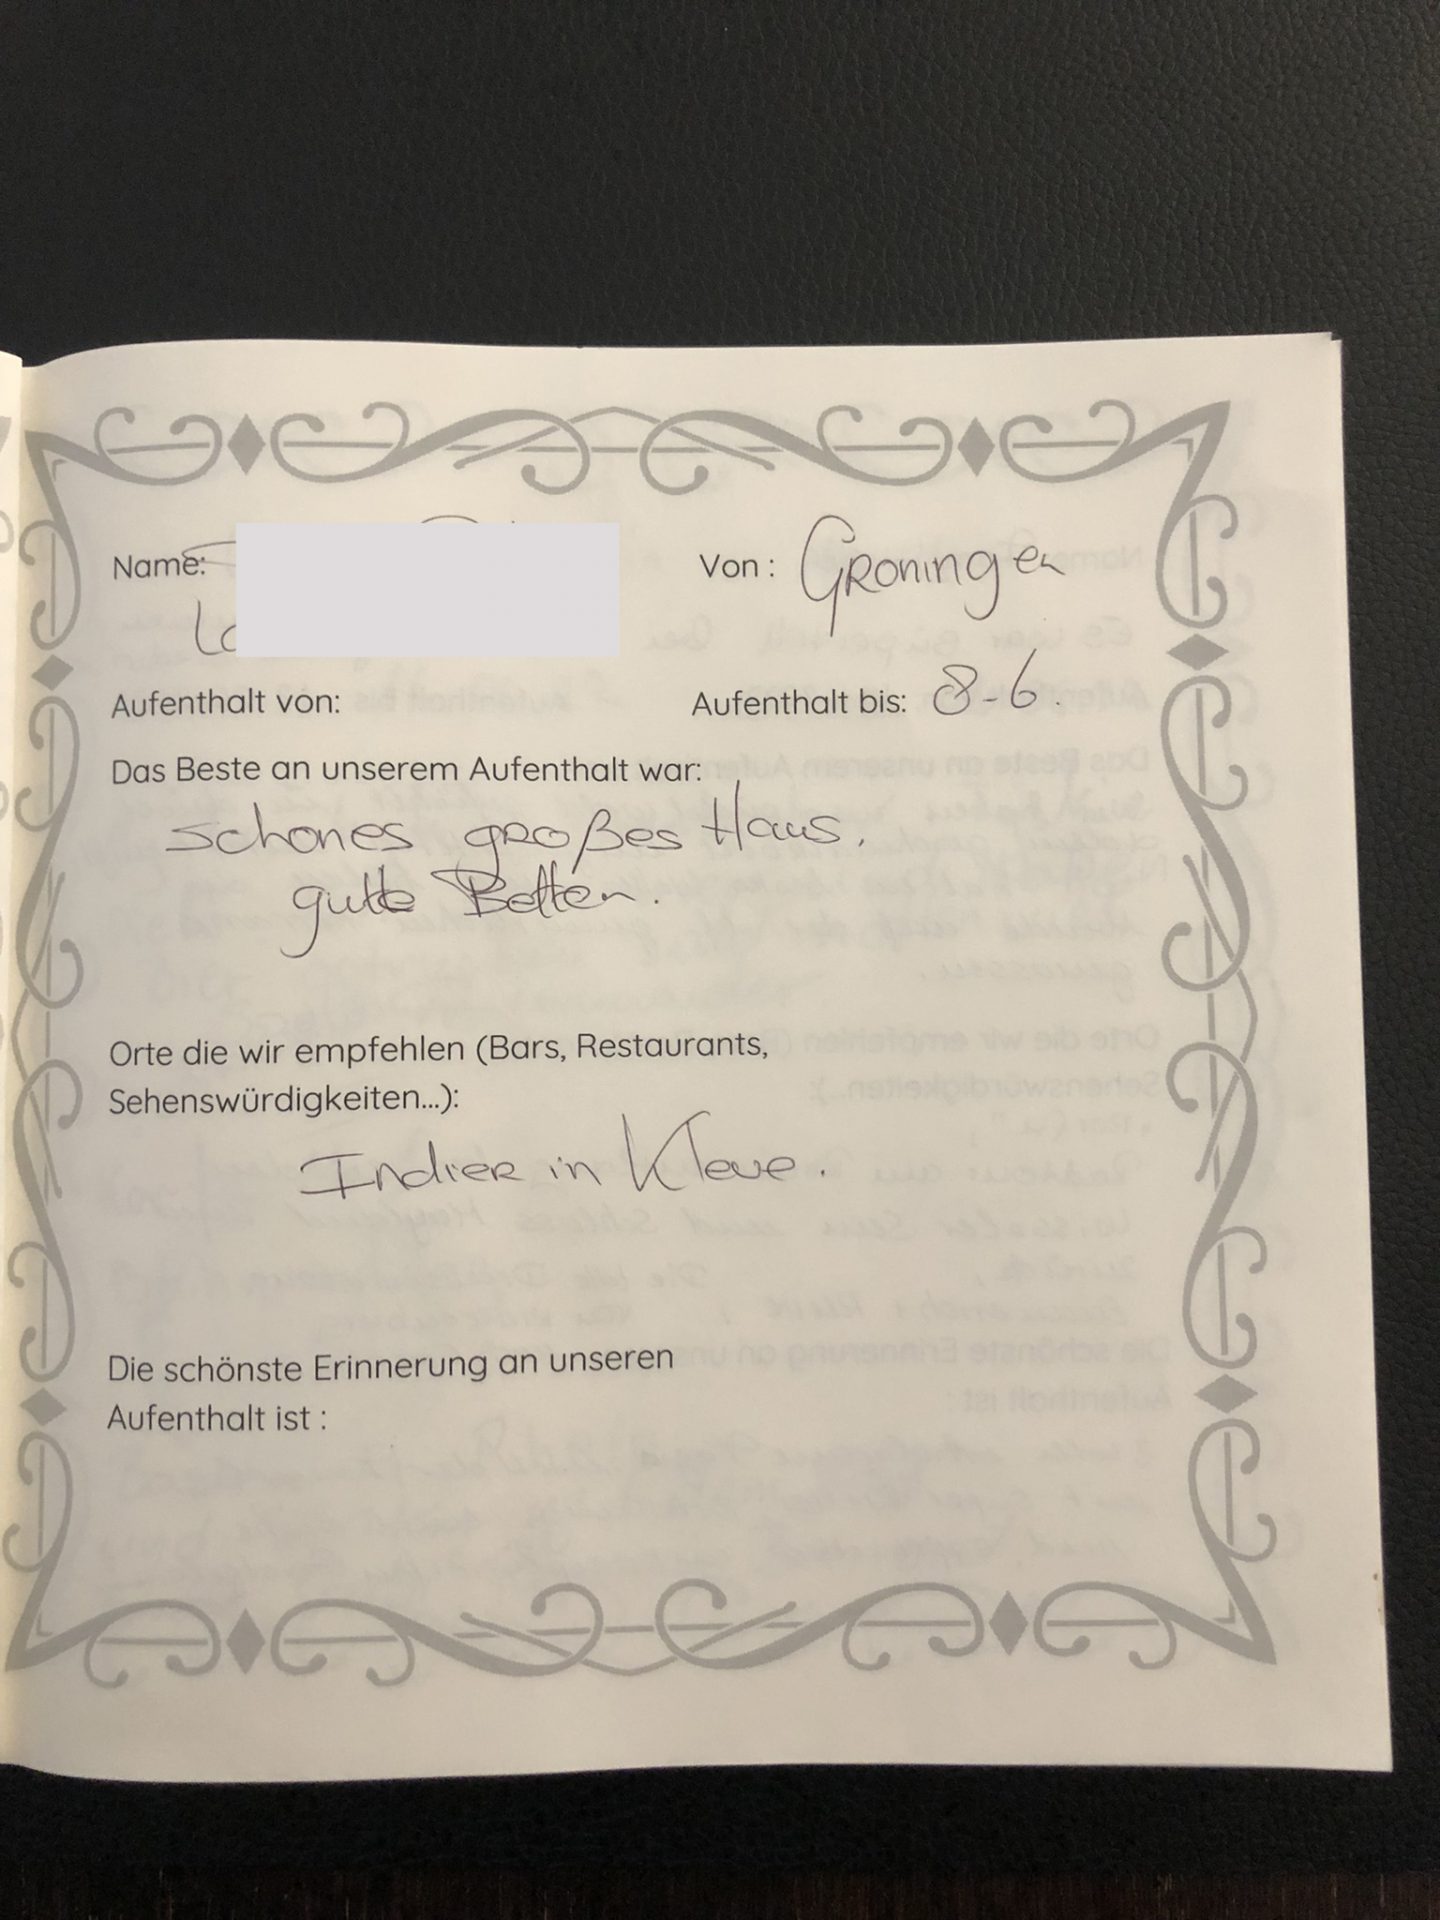 Name:
Von : Groningen
Aufenthalt von:
Aufenthalt bis: 8-6.
Das Beste an unserem Aufenthalt war:
schones großes Haus.
gute Betten.
Orte die wir empfehlen (Bars, Restaurants,
Sehenswürdigkeiten...):
Indier in Kleve.
Die schönste Erinnerung an unseren
Aufenthalt ist :